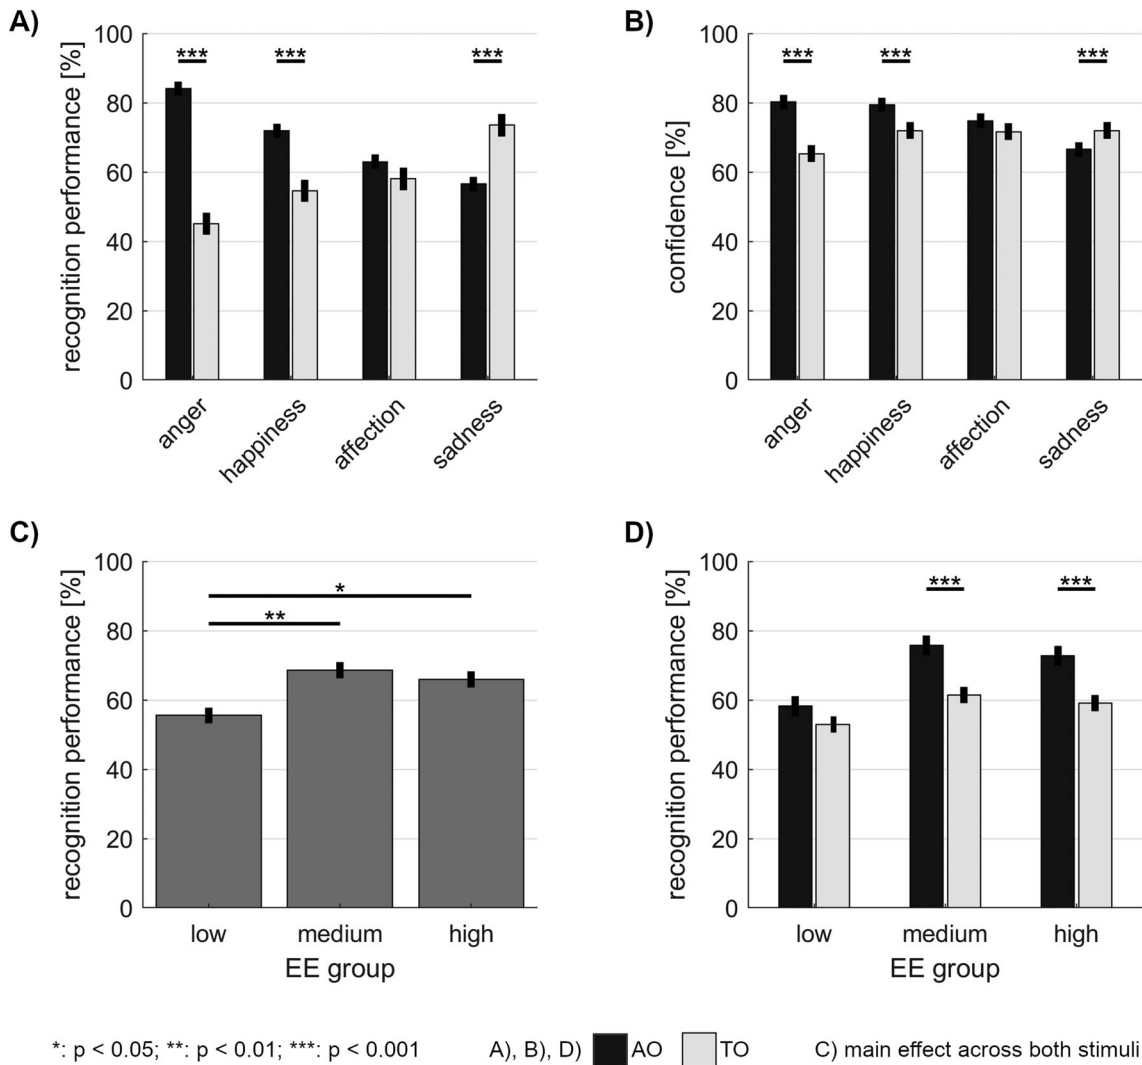 A)
recognition performance [%]
100
80
60
40
20
0
***
***
***
anger
happiness
affection
sadness
B)
confidence [%]
100
80
60
40
20
0
***
***
***
anger
happiness
affection
sadness
C)
recognition performance [%]
100
80
60
40
20
0
*
**
low
medium
high
EE group
D)
recognition performance [%]
100
80
60
40
20
0
***
***
low
medium
high
EE group
*: p < 0.05; **: p < 0.01; ***: p < 0.001
A), B), D) AO TO
C) main effect across both stimuli